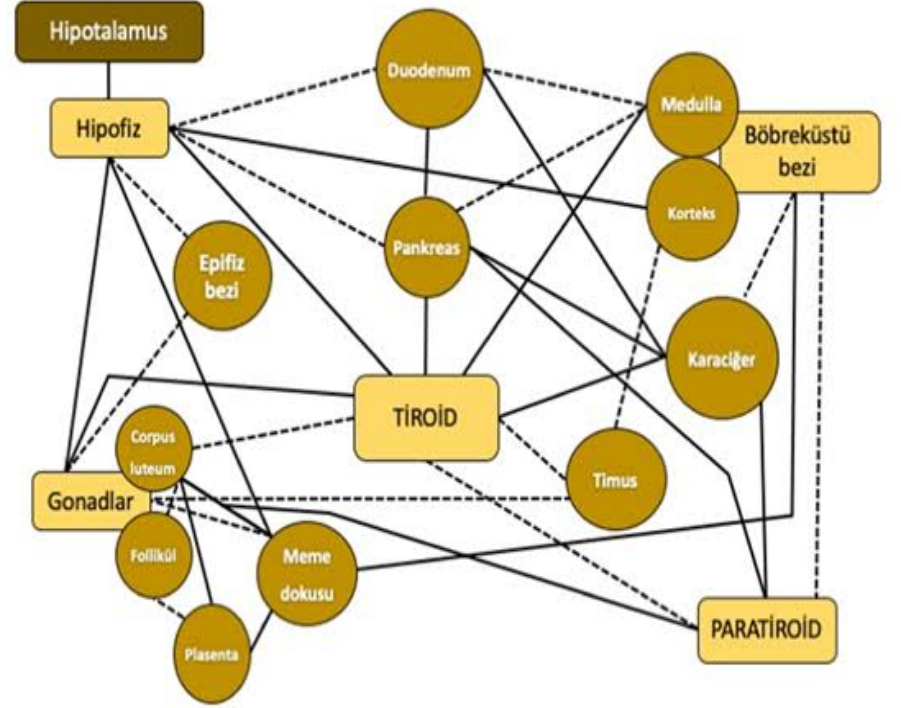 Hipotalamus
Duodenum
Medulla
Hipofiz
Böbreküstü
bezi
Korteks
Pankreas
Epifiz
bezi
Karaciğer
TİROİD
Corpus
luteum
Timus
Gonadlar
Follikül
Meme
dokusu
PARATİROİD
Plasenta